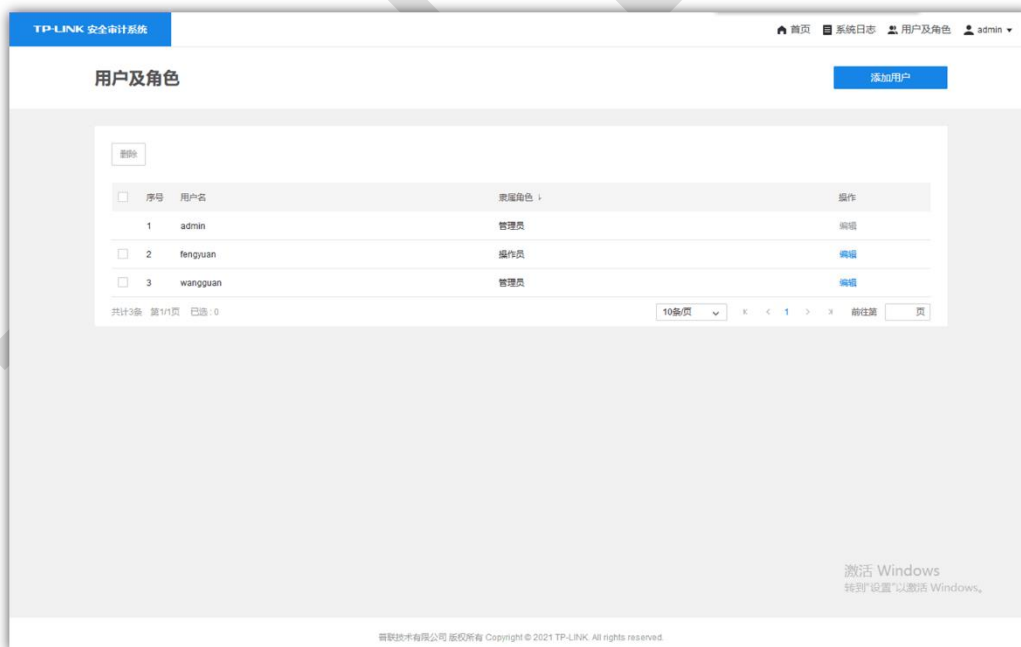 TP-LINK 安全审计系统
首页 系统日志 用户及角色 admin
用户及角色
添加用户
删除
序号 用户名 隶属角色 操作
1 admin 管理员 编辑
2 fengyuan 操作员 编辑
3 wangguan 管理员 编辑
共计3条 第1/1页 已选 : 0 10条/页 1 前往第 页
激活 Windows
转到"设置"以激活 Windows。
普联技术有限公司 版权所有 Copyright © 2021 TP-LINK. All rights reserved.